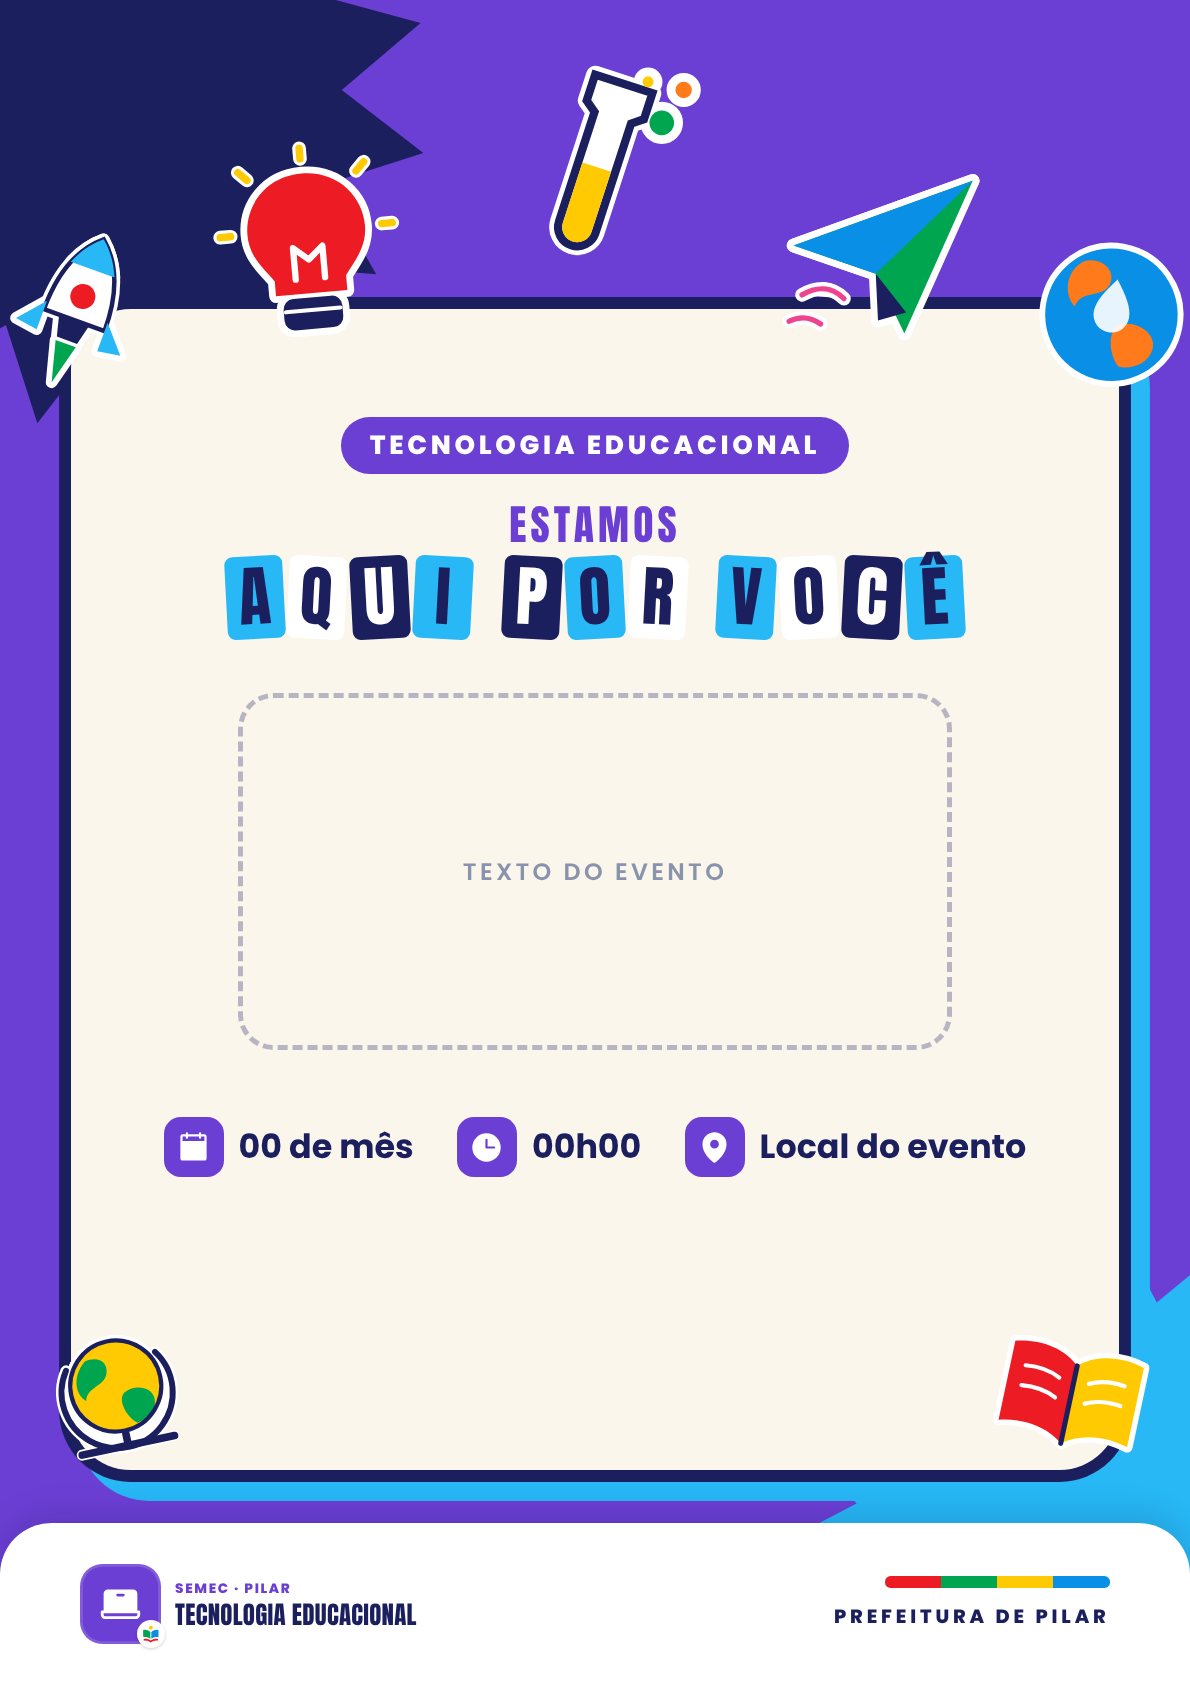 M
TECNOLOGIA EDUCACIONAL
ESTAMOS
AQUI POR VOCÊ
TEXTO DO EVENTO
00 de mês 00h00 Local do evento
SEMEC · PILAR
TECNOLOGIA EDUCACIONAL
PREFEITURA DE PILAR